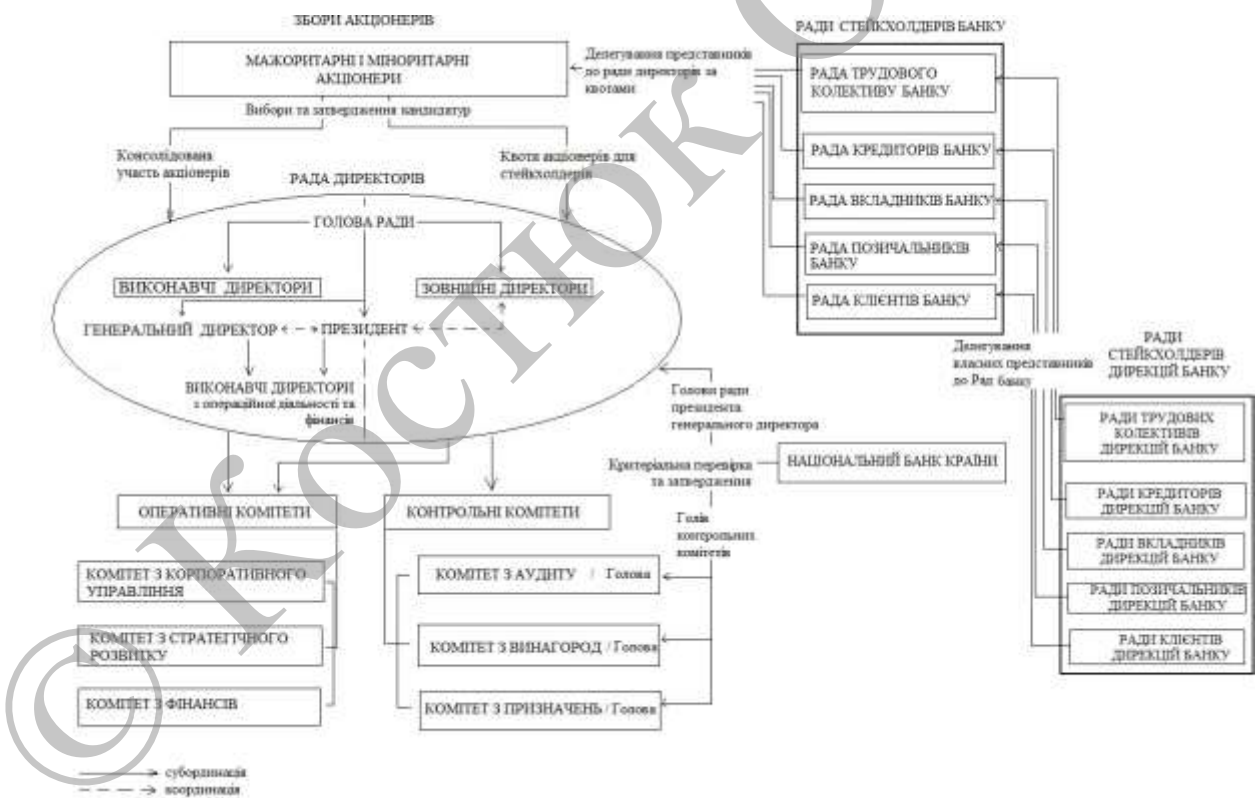 ЗБОРИ АКЦІОНЕРІВ
МАЖОРИТАРНІ І МІНОРИТАРНІ
АКЦІОНЕРИ
Делегування представників
до ради директорів за
квотами
Вибори та затвердження кандидатур
Консолідована
участь акціонерів
Квоти акціонерів для
стейкхолдерів
РАДА ДИРЕКТОРІВ
ГОЛОВА РАДИ
ВИКОНАВЧІ ДИРЕКТОРИ
ЗОВНІШНІ ДИРЕКТОРИ
ГЕНЕРАЛЬНИЙ ДИРЕКТОР
ПРЕЗИДЕНТ
ВИКОНАВЧІ ДИРЕКТОРИ
з операційної діяльності та
фінансів
ОПЕРАТИВНІ КОМІТЕТИ
КОНТРОЛЬНІ КОМІТЕТИ
КОМІТЕТ З КОРПОРАТИВНОГО
УПРАВЛІННЯ
КОМІТЕТ З СТРАТЕГІЧНОГО
РОЗВИТКУ
КОМІТЕТ З ФІНАНСІВ
КОМІТЕТ З АУДИТУ / Голова
КОМІТЕТ З ВИНАГОРОД / Голова
КОМІТЕТ З ПРИЗНАЧЕНЬ / Голова
Голови ради
президента
генерального директора
Критеріальна перевірка
та затвердження
Голів
контрольних
комітетів
НАЦІОНАЛЬНИЙ БАНК КРАЇНИ
РАДИ СТЕЙКХОЛДЕРІВ БАНКУ
РАДА ТРУДОВОГО
КОЛЕКТИВУ БАНКУ
РАДА КРЕДИТОРІВ БАНКУ
РАДА ВКЛАДНИКІВ БАНКУ
РАДА ПОЗИЧАЛЬНИКІВ
БАНКУ
РАДА КЛІЄНТІВ БАНКУ
Делегування
власних представників
до Рад банку
РАДИ
СТЕЙКХОЛДЕРІВ
ДИРЕКЦІЙ БАНКУ
РАДИ ТРУДОВИХ
КОЛЕКТИВІВ
ДИРЕКЦІЙ БАНКУ
РАДИ КРЕДИТОРІВ
ДИРЕКЦІЙ БАНКУ
РАДИ ВКЛАДНИКІВ
ДИРЕКЦІЙ БАНКУ
РАДИ ПОЗИЧАЛЬНИКІВ
ДИРЕКЦІЙ БАНКУ
РАДИ КЛІЄНТІВ
ДИРЕКЦІЙ БАНКУ
субординація
координація
© КОСТЮК О